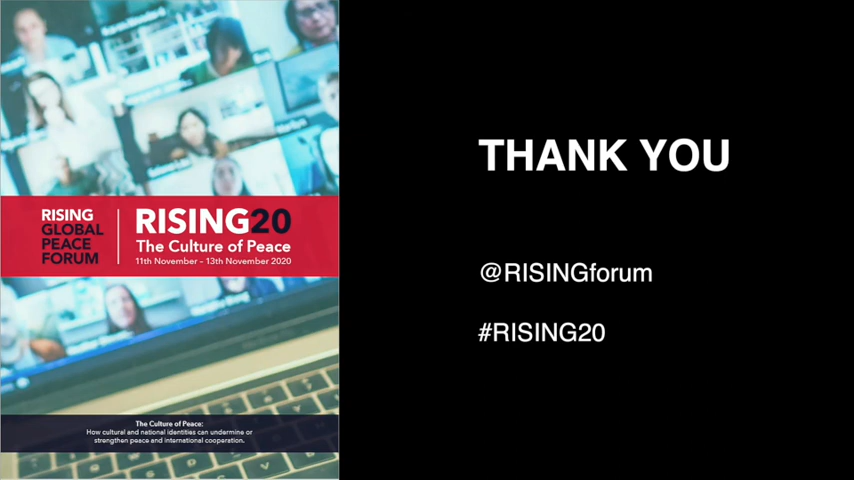 RISING
GLOBAL
PEACE
FORUM
RISING20
The Culture of Peace
11th November – 13th November 2020
The Culture of Peace:
How cultural and national identities can undermine or
strengthen peace and international cooperation.
THANK YOU
@RISINGforum
#RISING20